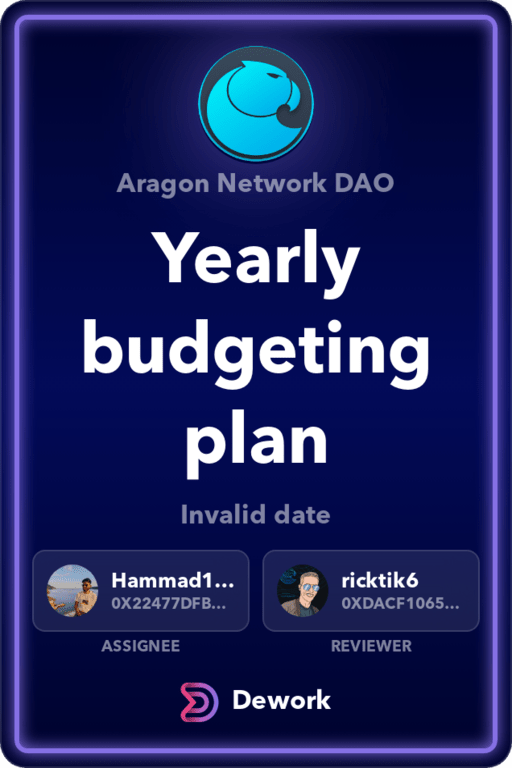 Aragon Network DAO
Yearly
budgeting
plan
Invalid date
Hammad1...
0X22477DFB...
ricktik6
0XDACF1065...
ASSIGNEE
REVIEWER
Dework